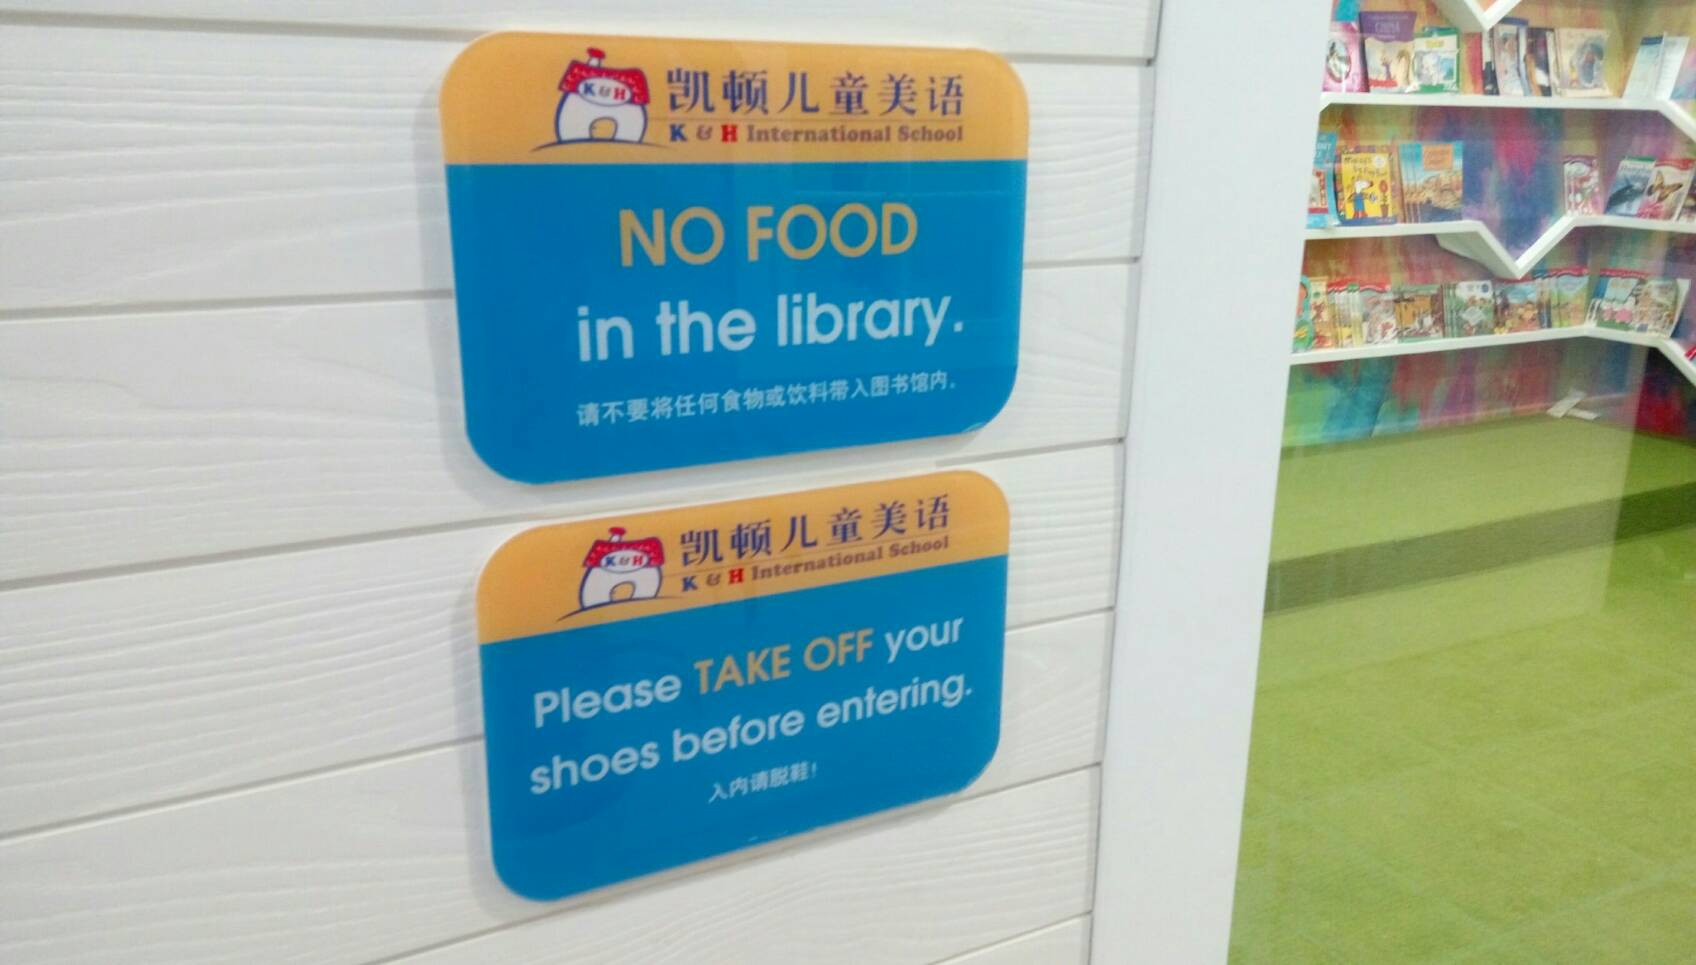 K & H
凯顿儿童美语
K & H International School
NO FOOD
in the library.
请不要将任何食物或饮料带入图书馆内。
K & H
凯顿儿童美语
K & H International School
Please TAKE OFF your
shoes before entering.
入内请脱鞋!
CHINA